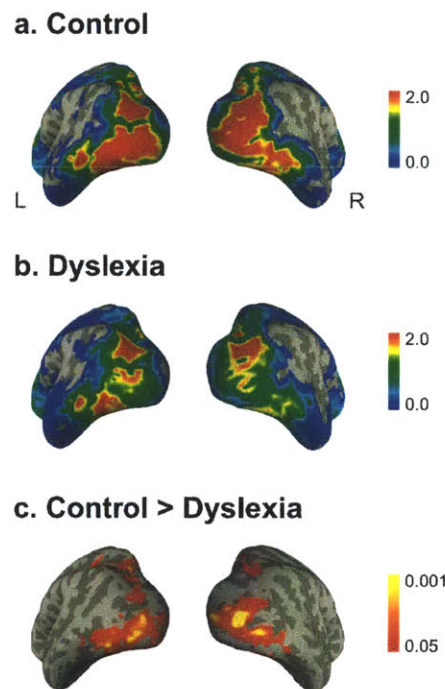 a. Control
2.0
0.0
L
R
b. Dyslexia
2.0
0.0
c. Control > Dyslexia
0.001
0.05